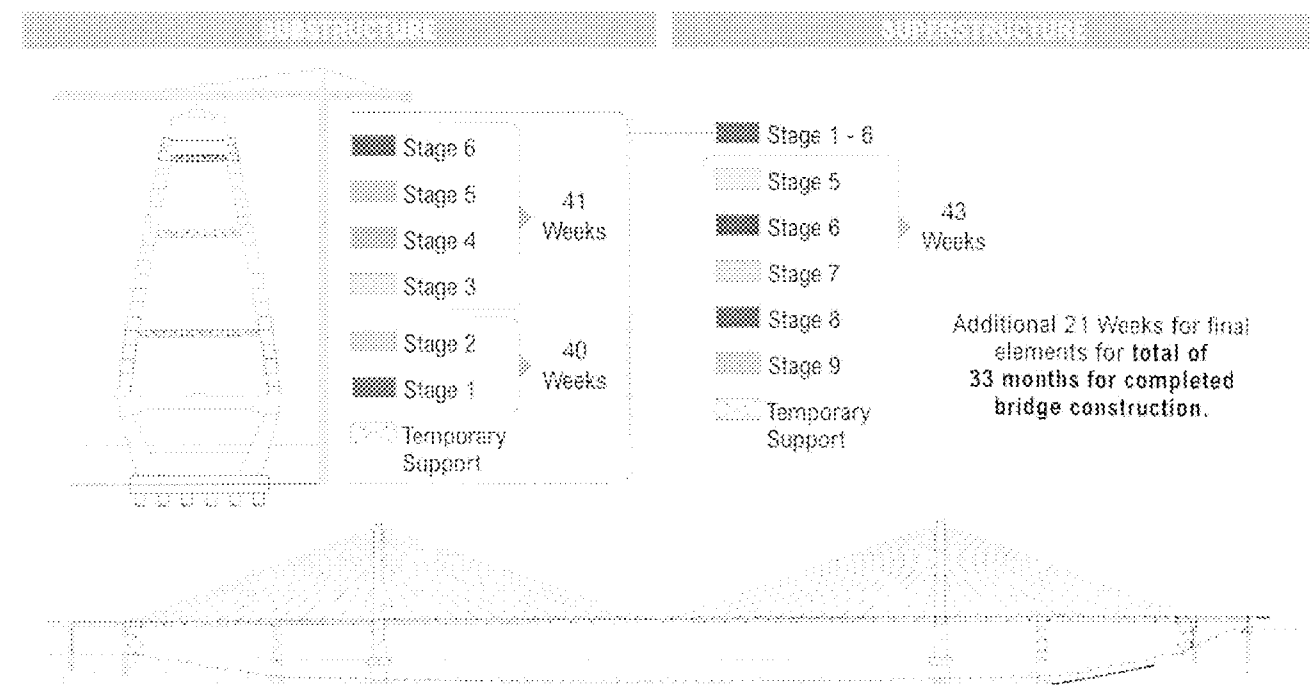 SUBSTRUCTURE
SUPERSTRUCTURE
Stage 6
Stage 5
Stage 4
Stage 3
41
Weeks
Stage 2
Stage 1
40
Weeks
Temporary
Support
Stage 1 - 6
Stage 5
Stage 6
Stage 7
Stage 8
Stage 9
Temporary
Support
43
Weeks
Additional 21 Weeks for final
elements for total of
33 months for completed
bridge construction.